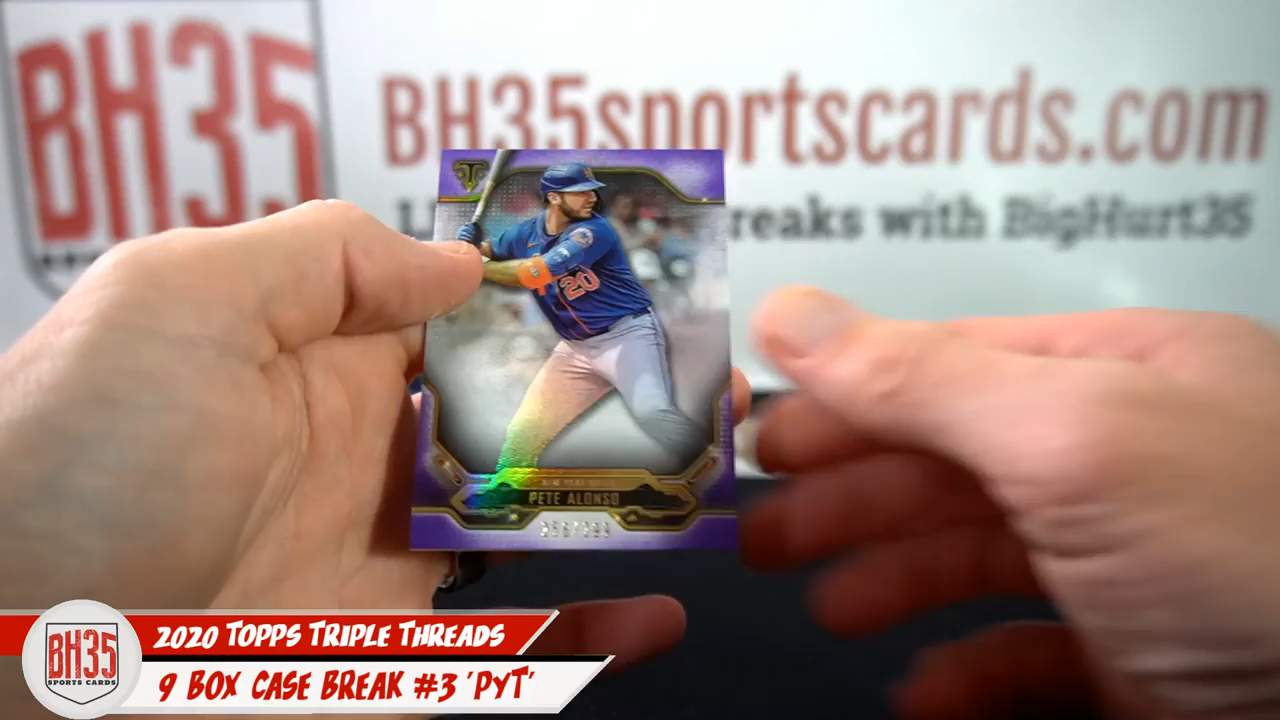 BH35
BH35sportscards.com
reaks with BigHurt35
20
PETE ALONSO
BH35
SPORTS CARDS
2020 TOPPS TRIPLE THREADS
9 BOX CASE BREAK #3 'PYT'